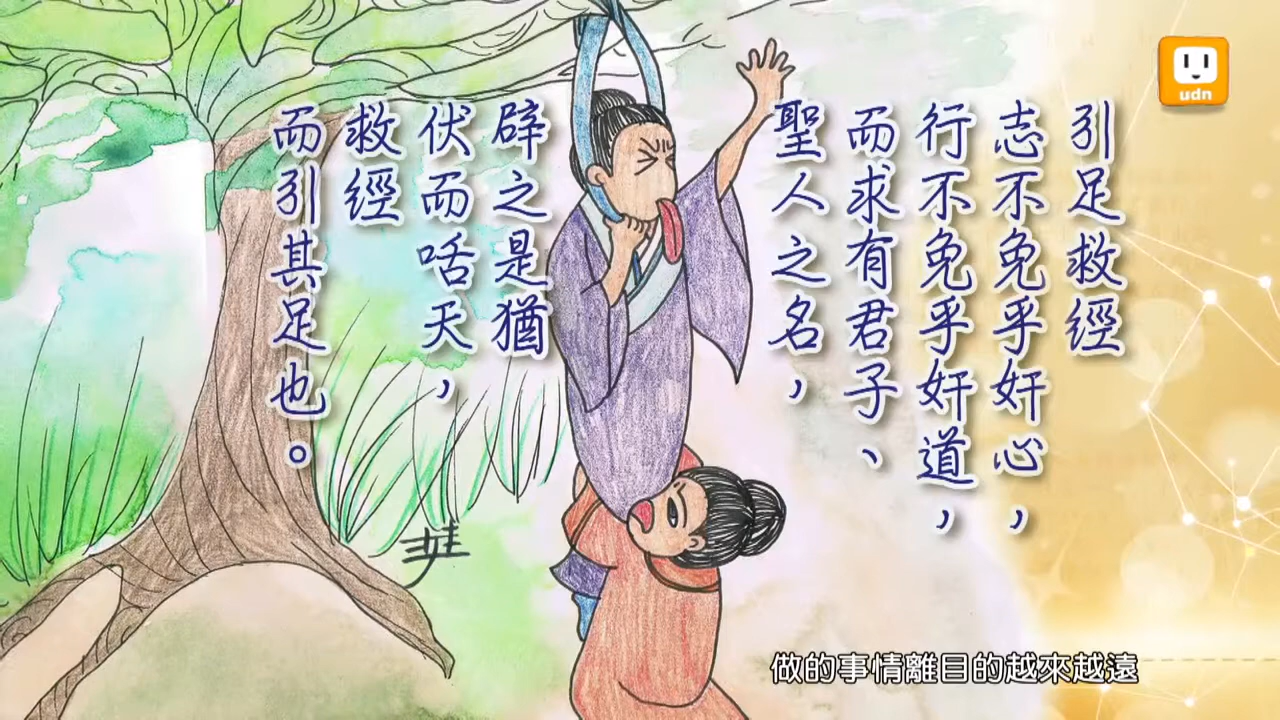 引足救經
志不免乎奸心,
行不免乎奸道,
而求有君子、
聖人之名,
辟之是猶
伏而咶天,
救經
而引其足也。
udn
做的事情離目的越來越遠